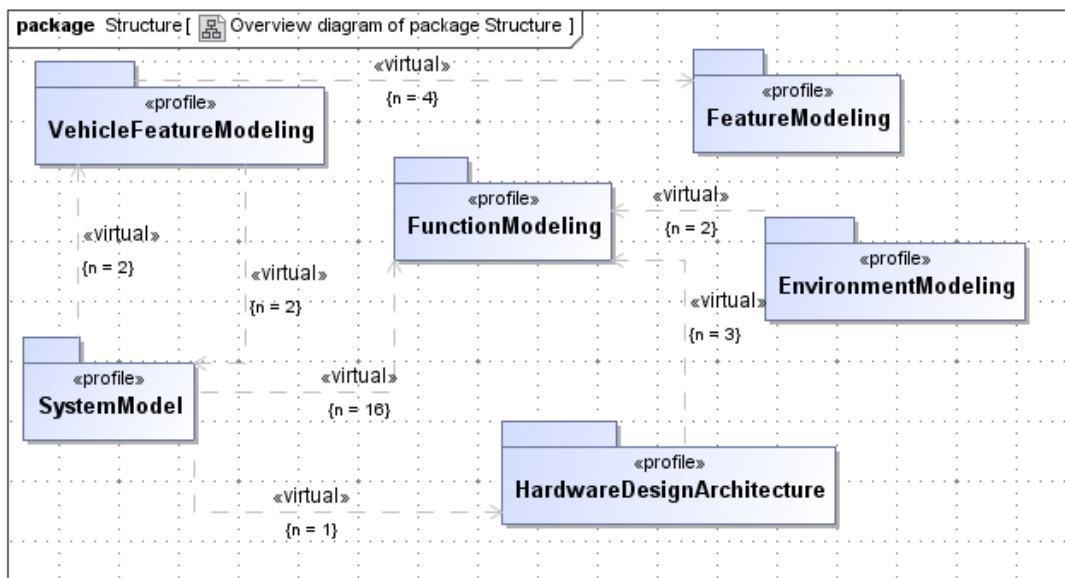 package Structure [ Overview diagram of package Structure ]
«virtual»
{n = 4}
«profile»
VehicleFeatureModeling
«profile»
FeatureModeling
«profile»
FunctionModeling
«virtual»
{n = 2}
«virtual»
{n = 2}
«virtual»
{n = 2}
«profile»
EnvironmentModeling
«virtual»
{n = 3}
«profile»
SystemModel
«virtual»
{n = 16}
«profile»
HardwareDesignArchitecture
«virtual»
{n = 1}